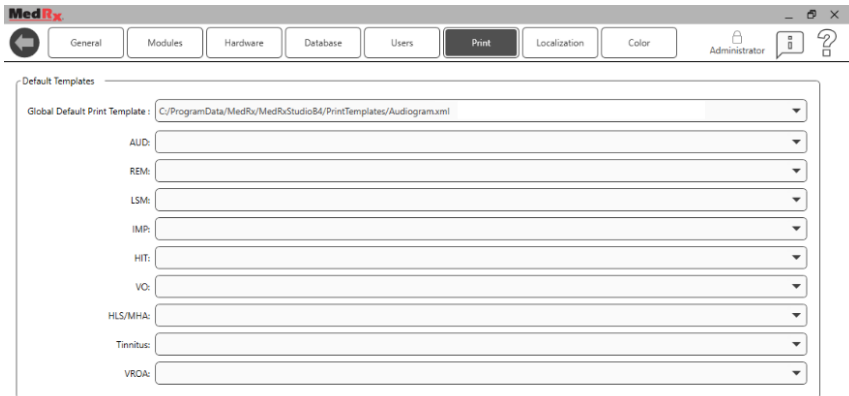 MedRx
General Modules Hardware Database Users Print Localization Color Administrator
Default Templates
Global Default Print Template : C:/ProgramData/MedRx/MedRxStudio84/PrintTemplates/Audiogram.xml
AUD:
REM:
LSM:
IMP:
HIT:
VO:
HLS/MHA:
Tinnitus:
VROA: